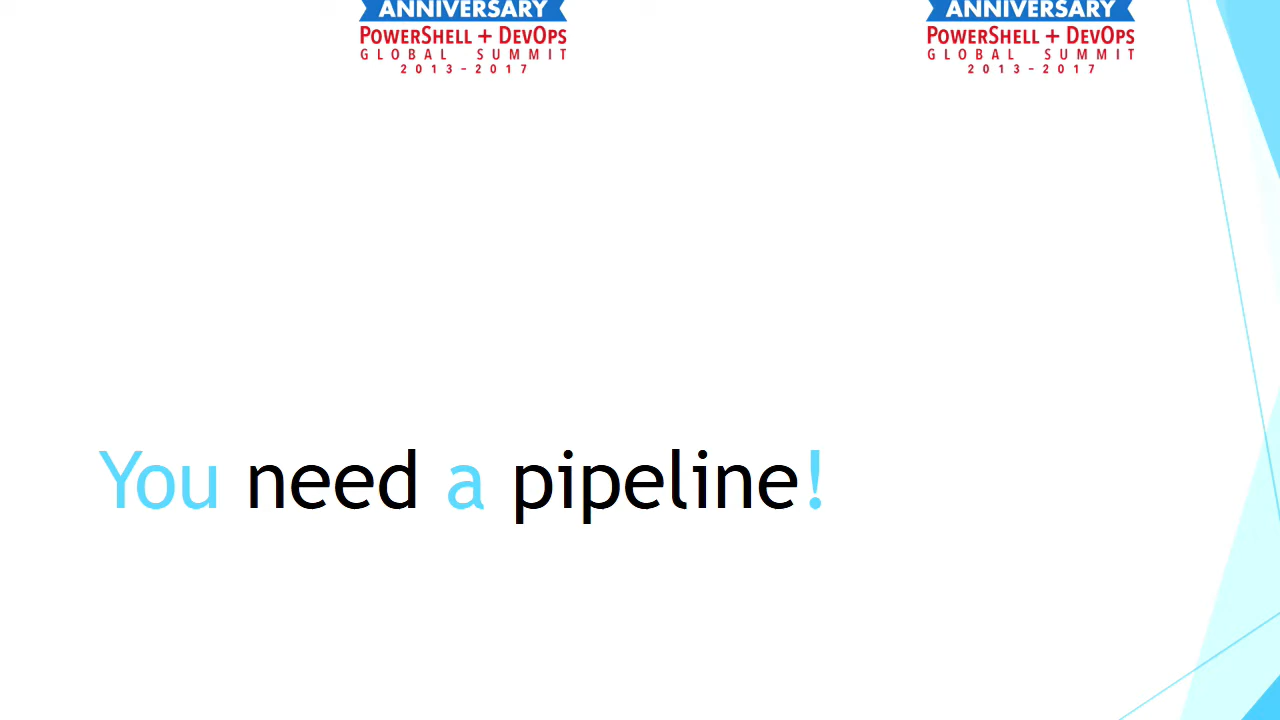 ANNIVERSARY
POWERSHELL + DEVOPS
GLOBAL SUMMIT
2013-2017
ANNIVERSARY
POWERSHELL + DEVOPS
GLOBAL SUMMIT
2013-2017
You need a pipeline!